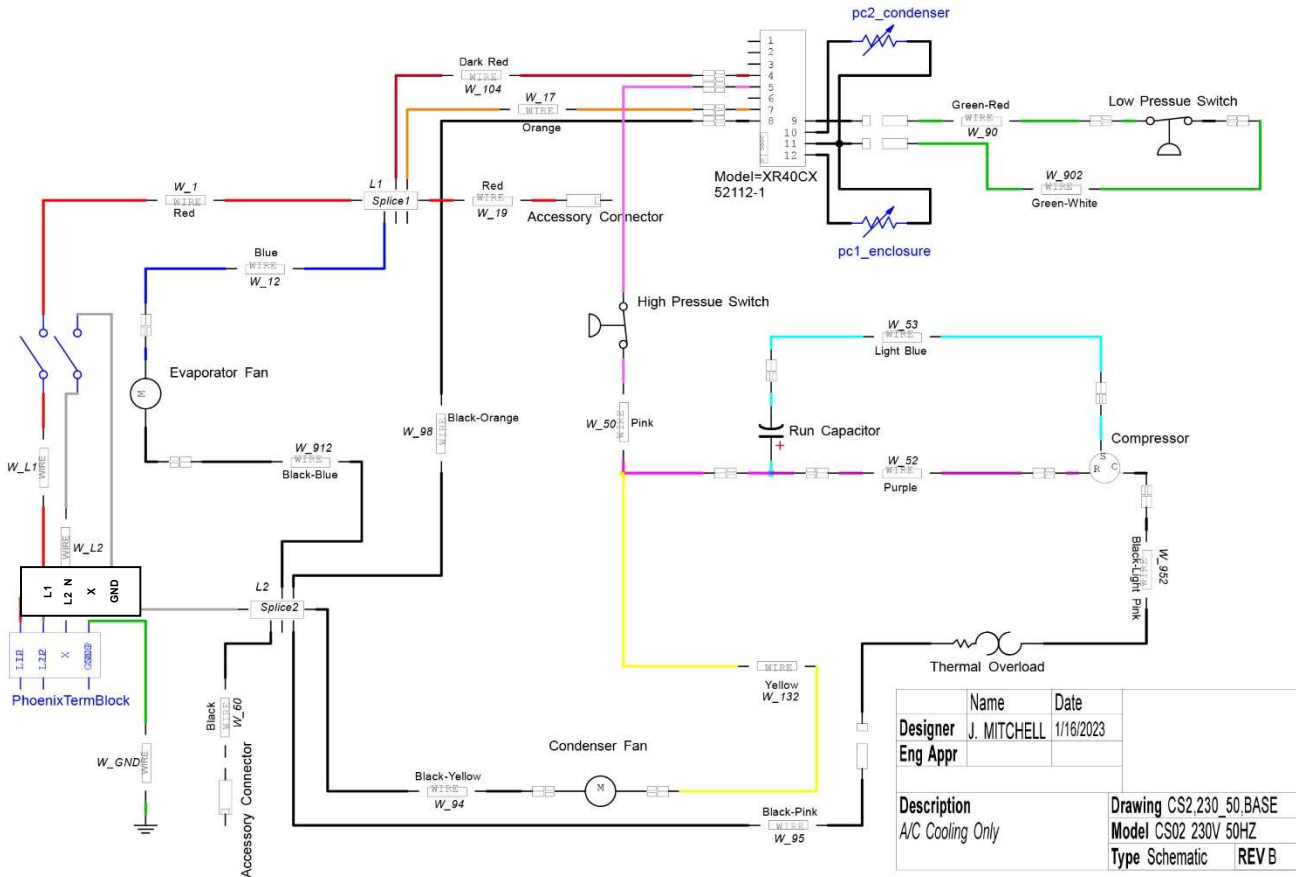 pc2_condenser
1
2
3
4
5
6
7
8
9
10
11
12
Model=XR40CX
52112-1
pc1_enclosure
Dark Red
WIRE
W_104
W_17
WIRE
Orange
Green-Red
WIRE
W_90
Low Pressue Switch
W_902
WIRE
Green-White
W_1
WIRE
Red
L1
Splice1
Red
WIRE
W_19
Accessory Connector
Blue
WIRE
W_12
High Pressue Switch
W_53
WIRE
Light Blue
M
Evaporator Fan
Black-Orange
W_98
WIRE
W_50
WIRE
Pink
Run Capacitor
+
Compressor
S
R
C
W_52
WIRE
Purple
W_L1
WIRE
W_912
WIRE
Black-Blue
W_L2
WIRE
Black-Light Pink
WIRE
W_952
L1
L2 N
X
GND
L2
Splice2
X
PhoenixTermBlock
Thermal Overload
WIRE
Yellow
W_132
Black
WIRE
W_60
Accessory Connector
W_GND
WIRE
Condenser Fan
M
Black-Yellow
WIRE
W_94
Black-Pink
WIRE
W_95
Name Date
Designer J. MITCHELL 1/16/2023
Eng Appr
Description
A/C Cooling Only
Drawing CS2,230_50,BASE
Model CS02 230V 50HZ
Type Schematic REV B